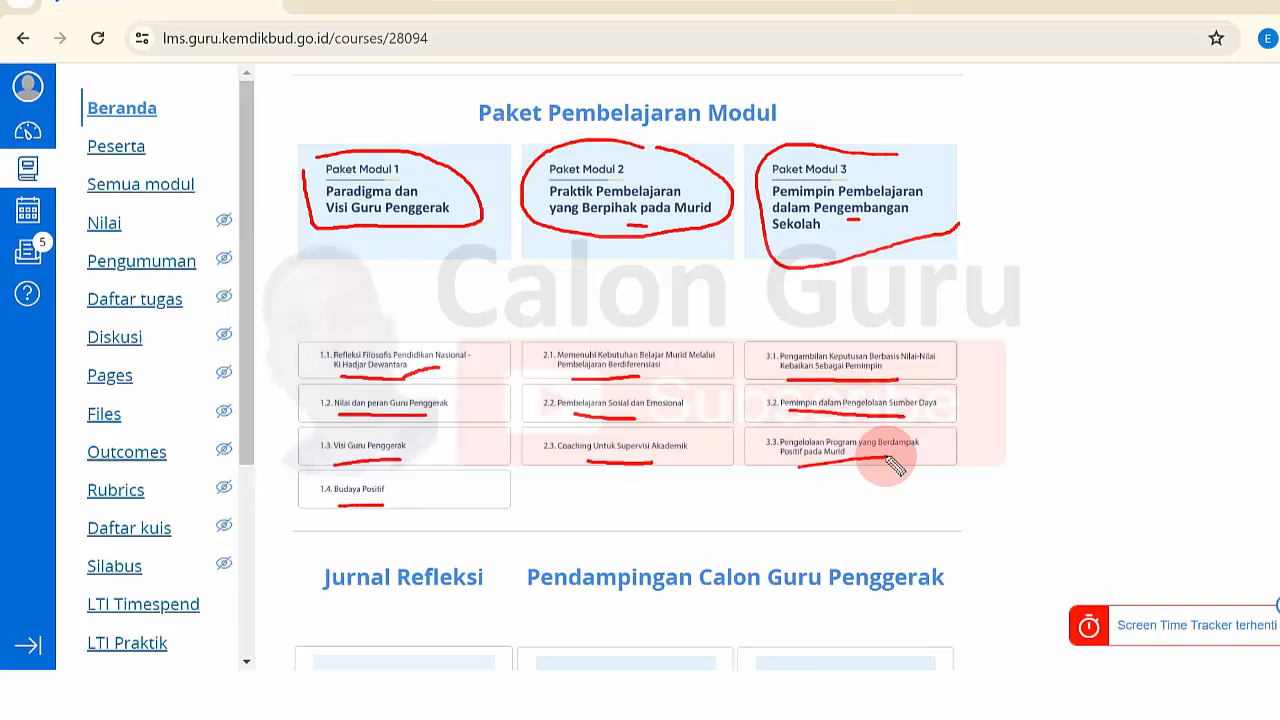 lms.guru.kemdikbud.go.id/courses/28094
E
Beranda
Peserta
Semua modul
Nilai
Pengumuman
Daftar tugas
Diskusi
Pages
Files
Outcomes
Rubrics
Daftar kuis
Silabus
LTI Timespend
LTI Praktik
5
Paket Pembelajaran Modul
Paket Modul 1
Paradigma dan
Visi Guru Penggerak
Paket Modul 2
Praktik Pembelajaran
yang Berpihak pada Murid
Paket Modul 3
Pemimpin Pembelajaran
dalam Pengembangan
Sekolah
Calon Guru
Subscribe
1.1. Refleksi Filosofis Pendidikan Nasional -
Ki Hadjar Dewantara
1.2. Nilai dan peran Guru Penggerak
1.3. Visi Guru Penggerak
1.4. Budaya Positif
2.1. Memenuhi Kebutuhan Belajar Murid Melalui
Pembelajaran Berdiferensiasi
2.2. Pembelajaran Sosial dan Emosional
2.3. Coaching Untuk Supervisi Akademik
3.1. Pengambilan Keputusan Berbasis Nilai-Nilai
Kebaikan Sebagai Pemimpin
3.2. Pemimpin dalam Pengelolaan Sumber Daya
3.3. Pengelolaan Program yang Berdampak
Positif pada Murid
Jurnal Refleksi
Pendampingan Calon Guru Penggerak
Screen Time Tracker terhenti